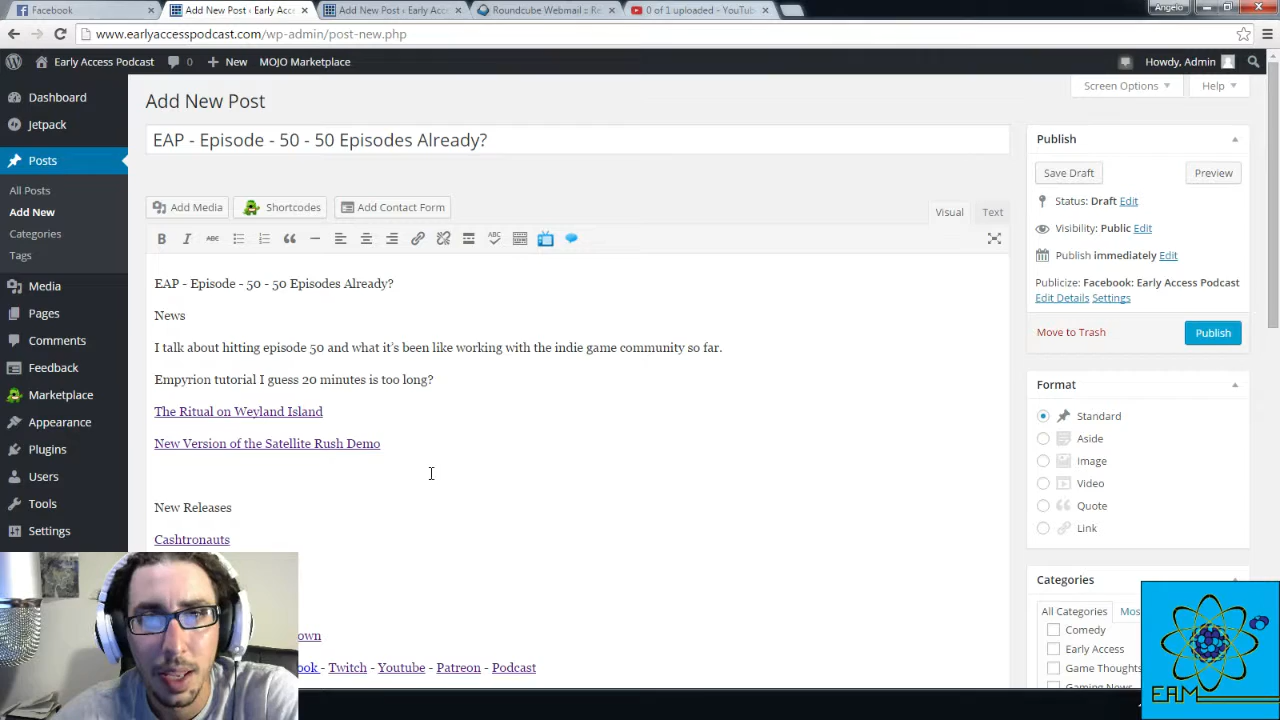 Facebook
Add New Post ‹ Early Acce
Add New Post ‹ Early Acces
Roundcube Webmail :: Re
0 of 1 uploaded - YouTub
Angelo
www.earlyaccesspodcast.com/wp-admin/post-new.php
Early Access Podcast
0
New
MOJO Marketplace
Howdy, Admin
Dashboard
Jetpack
Posts
All Posts
Add New
Categories
Tags
Media
Pages
Comments
Feedback
Marketplace
Appearance
Plugins
Users
Tools
Settings
Screen Options
Help
Add New Post
EAP - Episode - 50 - 50 Episodes Already?
Add Media
Shortcodes
Add Contact Form
Visual
Text
B I ABC
ABC
EAP - Episode - 50 - 50 Episodes Already?
News
I talk about hitting episode 50 and what it's been like working with the indie game community so far.
Empyrion tutorial I guess 20 minutes is too long?
The Ritual on Weyland Island
New Version of the Satellite Rush Demo
New Releases
Cashtronauts
own
ook - Twitch - Youtube - Patreon - Podcast
Publish
Save Draft
Preview
Status: Draft Edit
Visibility: Public Edit
Publish immediately Edit
Publicize: Facebook: Early Access Podcast
Edit Details Settings
Move to Trash
Publish
Format
Standard
Aside
Image
Video
Quote
Link
Categories
All Categories
Mos
Comedy
Early Access
Game Thoughts
Gaming News
EAM